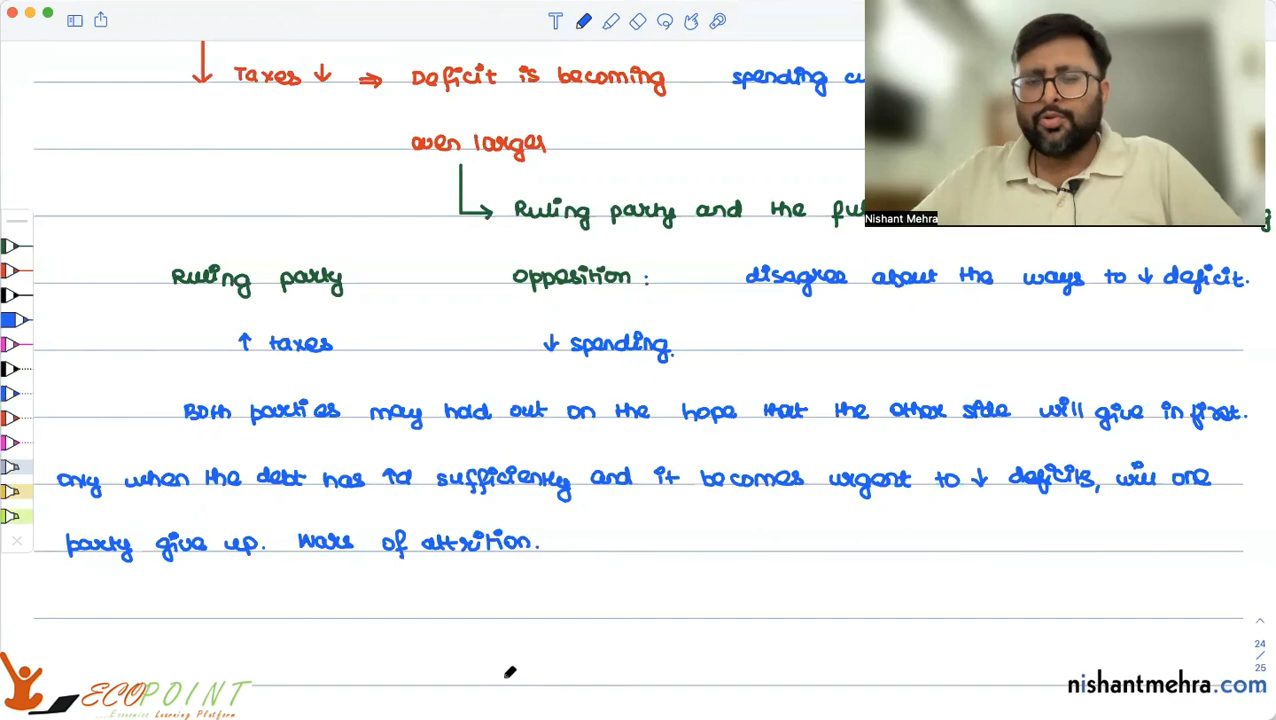 Taxes ↓ ⇒ Deficit is becoming spending
even larger
Ruling party and the
Nishant Mehra
Ruling party Opposition : disagree about the ways to ↓ deficit.
↑ taxes ↓ spending.
Both parties may hold out on the hope that the other side will give in first.
only when the debt has ↑d sufficiently and it becomes urgent to ↓ deficits, will one
party give up. Wars of attrition.
24
/
25
ECOPOINT
.....Economics Learning Platform
nishantmehra.com